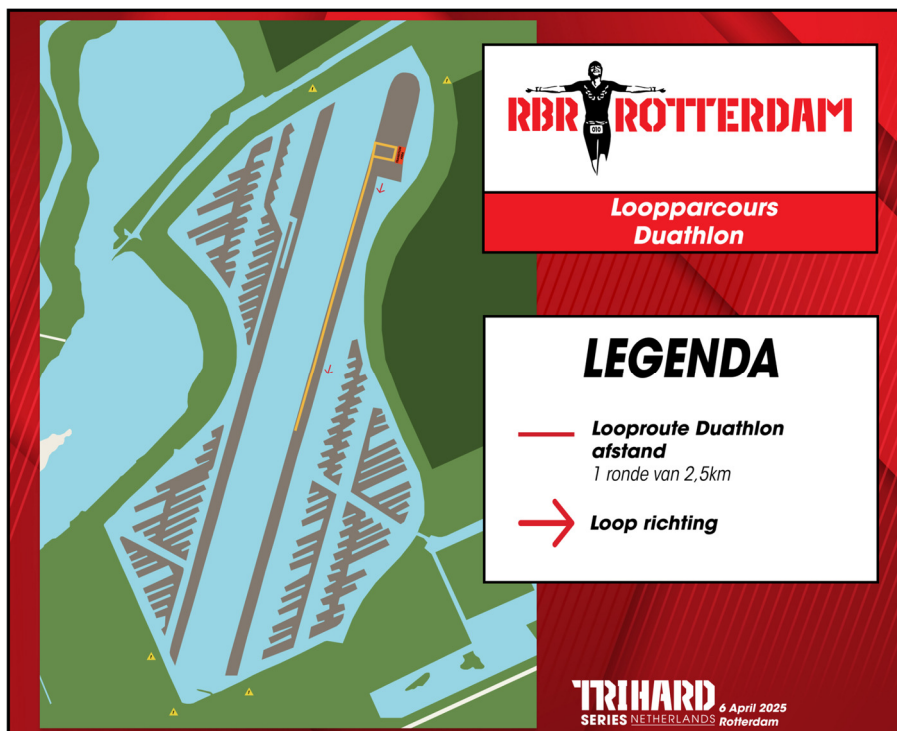 RBR ROTTERDAM
010
Loopparcours
Duathlon
LEGENDA
Looproute Duathlon
afstand
1 ronde van 2,5km
Loop richting
TRIHARD
SERIES NETHERLANDS
6 April 2025
Rotterdam